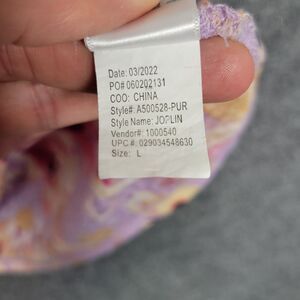 Date: 03/2022
PO# 060202131
COO: CHINA
Style#: A500528-PUR
Style Name: JOPLIN
Vendor#: 1000540
UPC #: 029034548630
Size: L